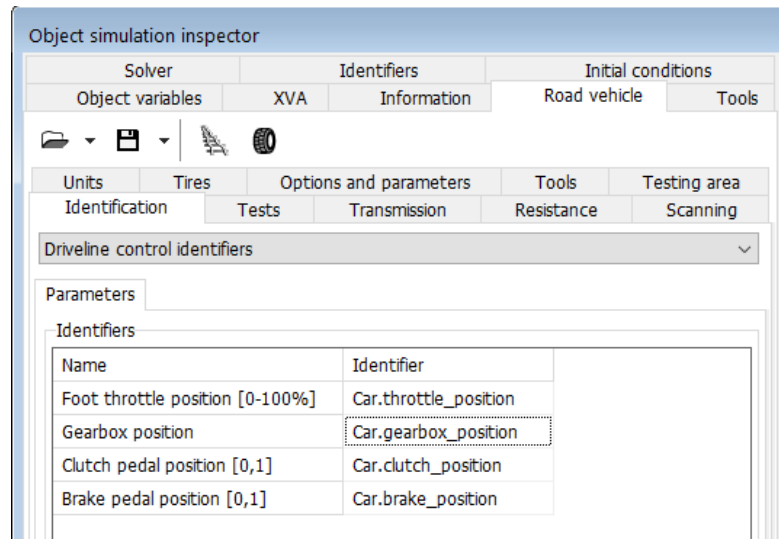 Object simulation inspector
Solver Identifiers Initial conditions
Object variables XVA Information Road vehicle Tools
Units Tires Options and parameters Tools Testing area
Identification Tests Transmission Resistance Scanning
Driveline control identifiers
Parameters
Identifiers
Name Identifier
Foot throttle position [0-100%] Car.throttle_position
Gearbox position Car.gearbox_position
Clutch pedal position [0,1] Car.clutch_position
Brake pedal position [0,1] Car.brake_position